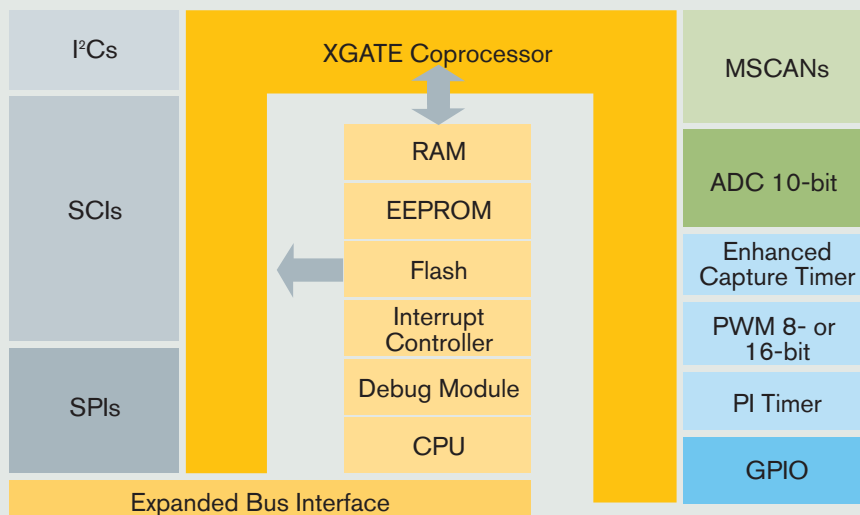 I²Cs
SCIs
SPIs
XGATE Coprocessor
RAM
EEPROM
Flash
Interrupt
Controller
Debug Module
CPU
Expanded Bus Interface
MSCANs
ADC 10-bit
Enhanced
Capture Timer
PWM 8- or
16-bit
PI Timer
GPIO